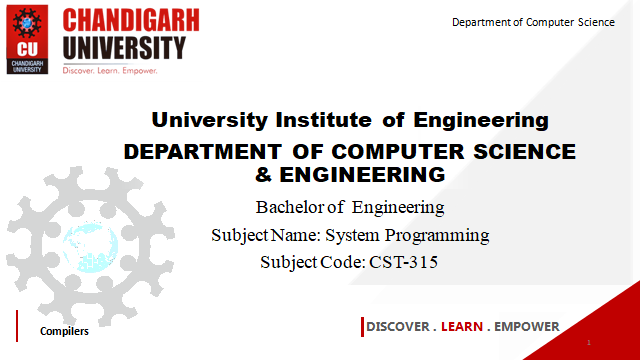 CHANDIGARH
UNIVERSITY
Discover. Learn. Empower.
CU
CHANDIGARH
UNIVERSITY
Department of Computer Science
University Institute of Engineering
DEPARTMENT OF COMPUTER SCIENCE
& ENGINEERING
Bachelor of Engineering
Subject Name: System Programming
Subject Code: CST-315
Compilers
DISCOVER . LEARN . EMPOWER
1